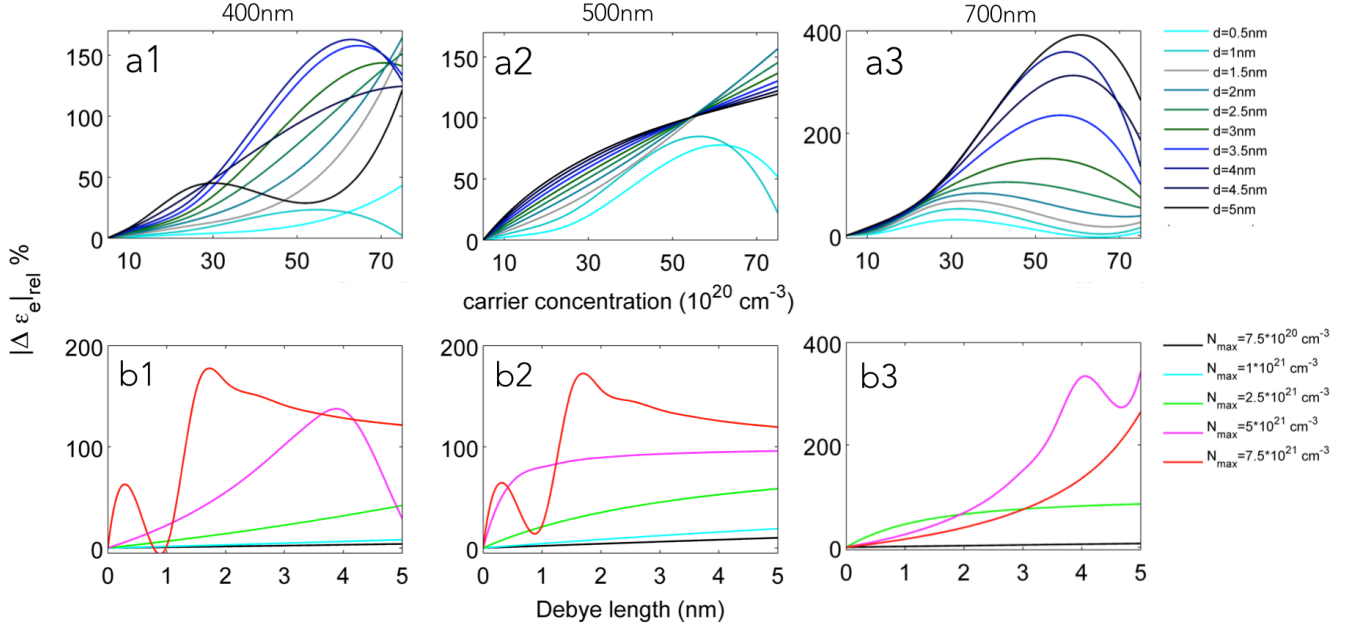 400nm
500nm
700nm
a1
150
100
50
0
10
30
50
70
a2
150
100
50
0
10
30
50
70
a3
400
200
0
10
30
50
70
d=0.5nm
d=1nm
d=1.5nm
d=2nm
d=2.5nm
d=3nm
d=3.5nm
d=4nm
d=4.5nm
d=5nm
carrier concentration (10^20 cm^-3)
|Δ ε_e|_rel %
b1
200
100
0
0
1
2
3
4
5
b2
200
100
0
0
1
2
3
4
5
b3
400
200
0
0
1
2
3
4
5
N_max=7.5*10^20 cm^-3
N_max=1*10^21 cm^-3
N_max=2.5*10^21 cm^-3
N_max=5*10^21 cm^-3
N_max=7.5*10^21 cm^-3
Debye length (nm)